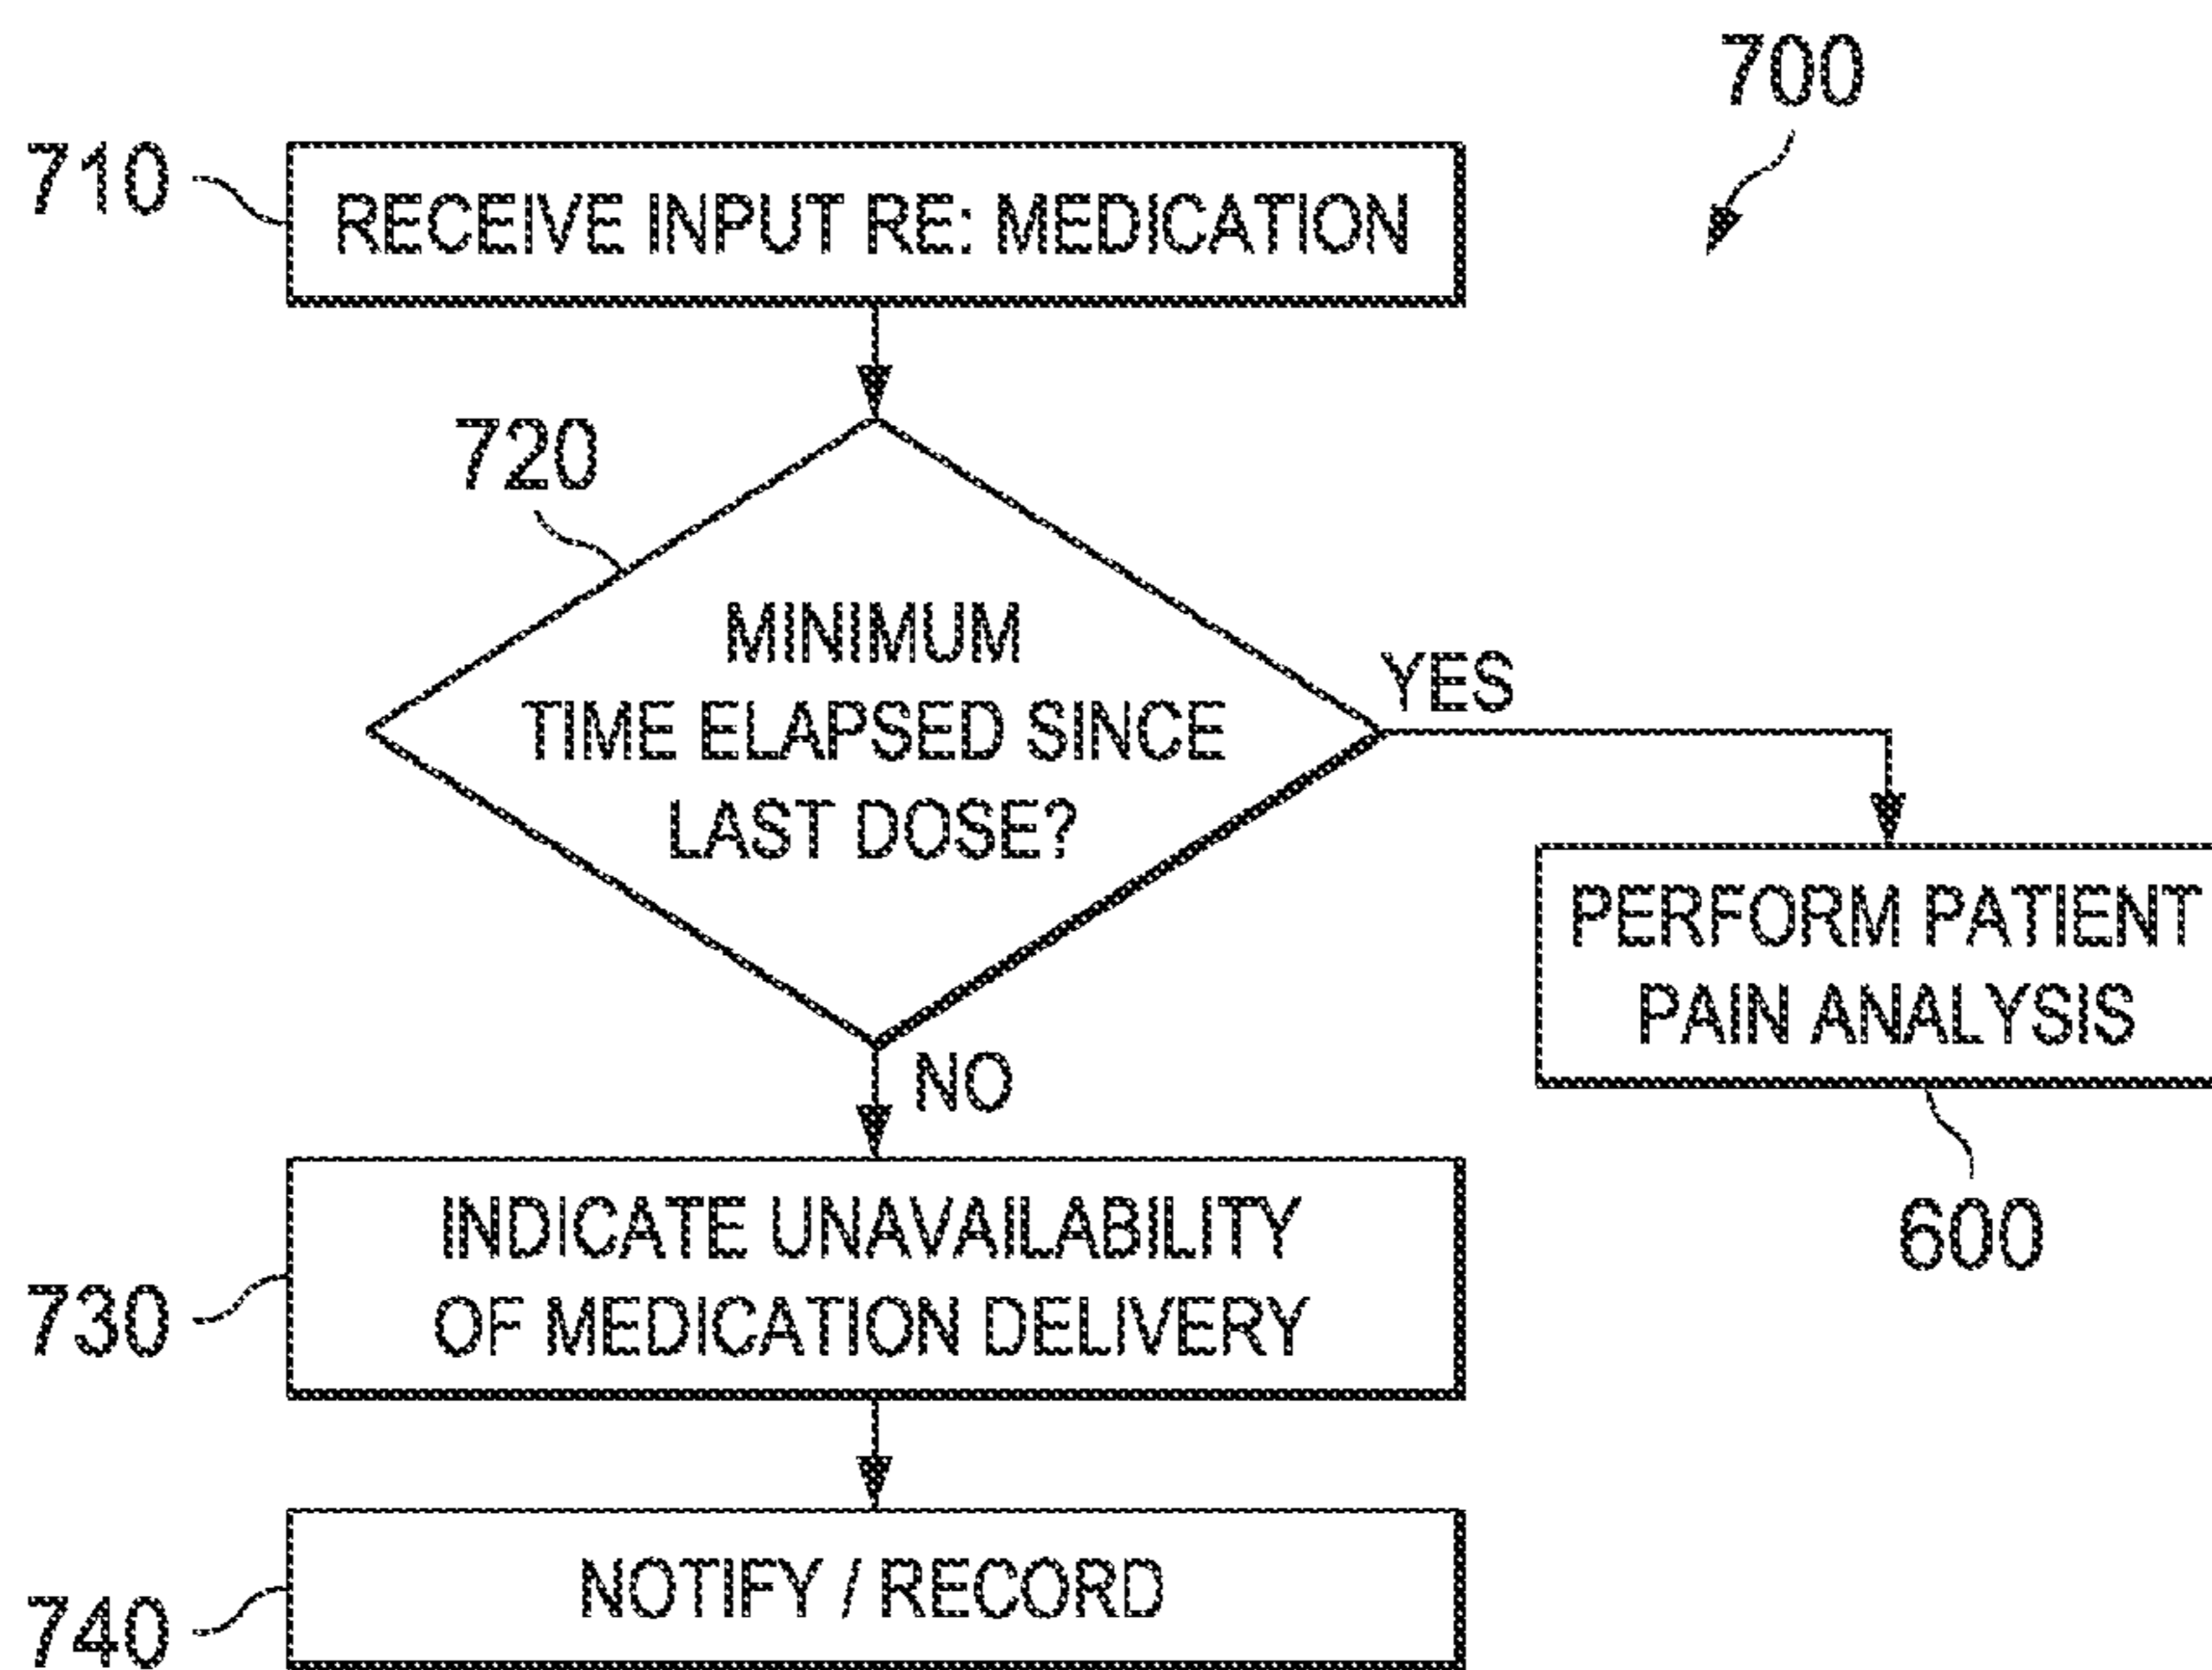 700
710
RECEIVE INPUT RE: MEDICATION
720
MINIMUM
TIME ELAPSED SINCE
LAST DOSE?
YES
PERFORM PATIENT
PAIN ANALYSIS
600
NO
730
INDICATE UNAVAILABILITY
OF MEDICATION DELIVERY
740
NOTIFY / RECORD